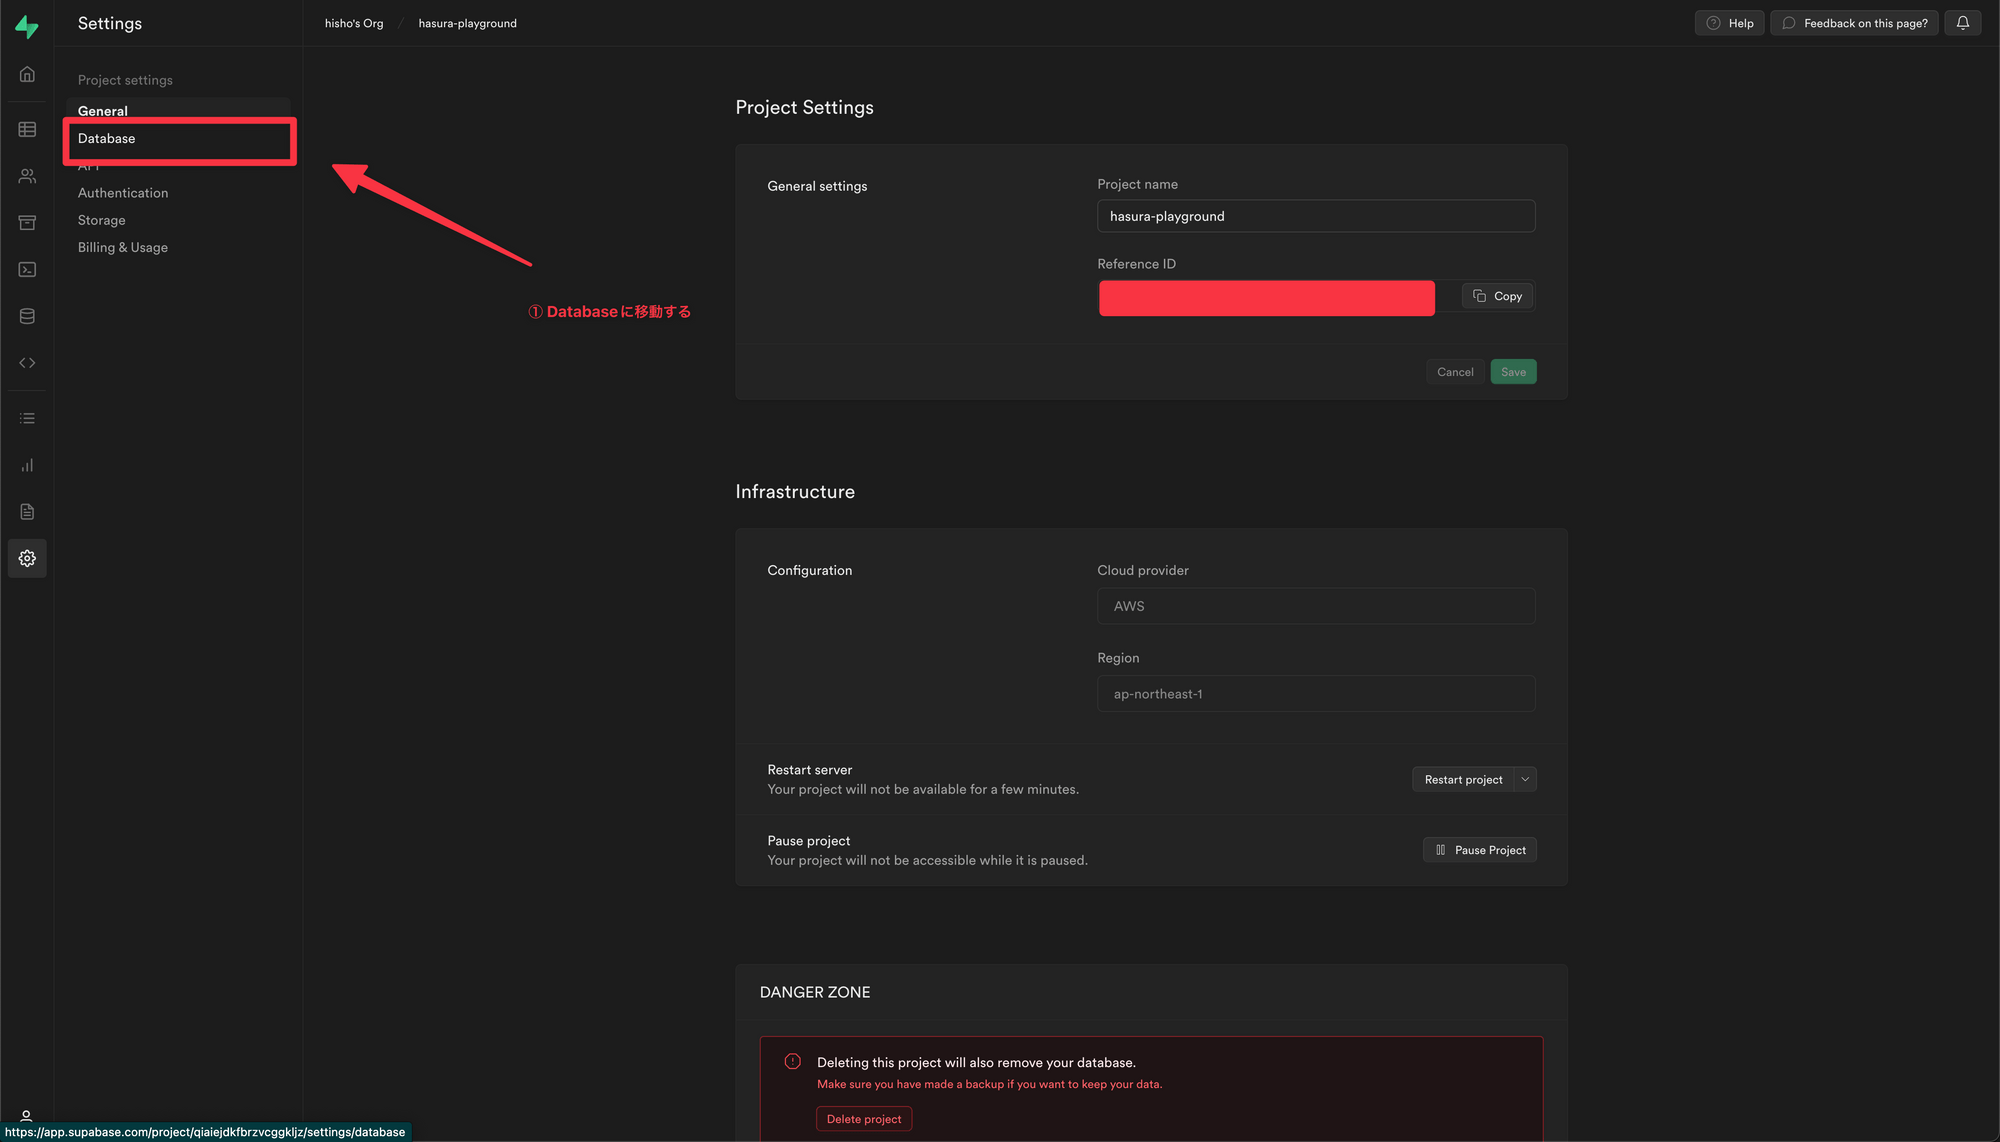 Settings
hisho's Org / hasura-playground
Help
Feedback on this page?
Project settings
General
Database
API
Authentication
Storage
Billing & Usage
① Databaseに移動する
Project Settings
General settings
Project name
hasura-playground
Reference ID
Copy
Cancel
Save
Infrastructure
Configuration
Cloud provider
AWS
Region
ap-northeast-1
Restart server
Your project will not be available for a few minutes.
Restart project
Pause project
Your project will not be accessible while it is paused.
Pause Project
DANGER ZONE
Deleting this project will also remove your database.
Make sure you have made a backup if you want to keep your data.
Delete project
https://app.supabase.com/project/qiaiejdkfbrzvcggkljz/settings/database